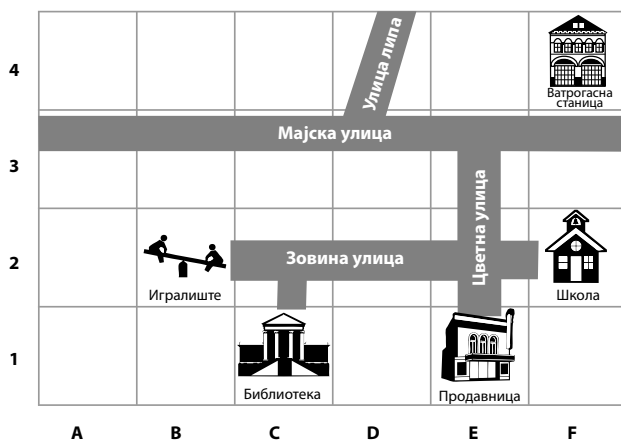 4
Улица липа
Ватрогасна
станица
Мајска улица
3
Цветна улица
2
Зовина улица
Игралиште
Школа
1
Библиотека
Продавница
A B C D E F